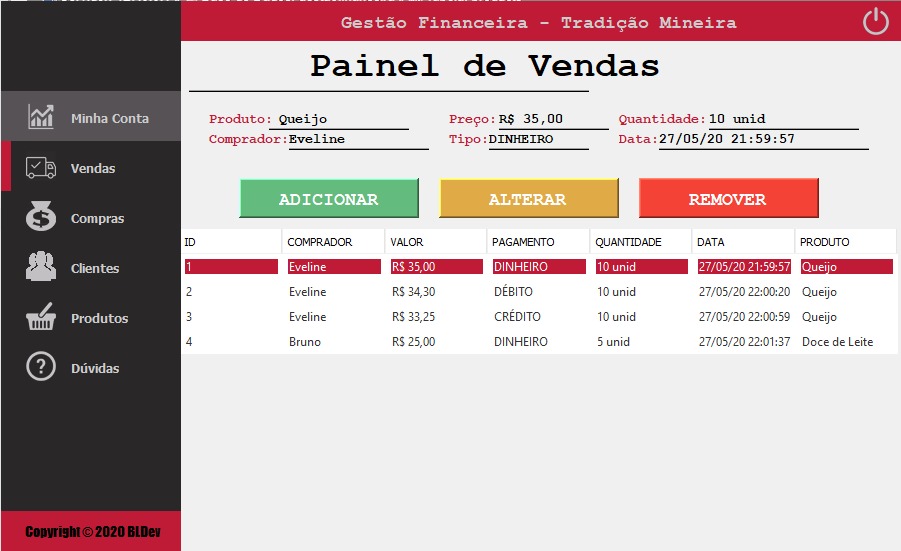 Gestão Financeira - Tradição Mineira
Painel de Vendas
Minha Conta
Vendas
Compras
Clientes
Produtos
Dúvidas
Copyright © 2020 BLDev
Produto: Queijo Preço: R$ 35,00 Quantidade: 10 unid
Comprador: Eveline Tipo: DINHEIRO Data: 27/05/20 21:59:57
ADICIONAR ALTERAR REMOVER
ID COMPRADOR VALOR PAGAMENTO QUANTIDADE DATA PRODUTO
1 Eveline R$ 35,00 DINHEIRO 10 unid 27/05/20 21:59:57 Queijo
2 Eveline R$ 34,30 DÉBITO 10 unid 27/05/20 22:00:20 Queijo
3 Eveline R$ 33,25 CRÉDITO 10 unid 27/05/20 22:00:59 Queijo
4 Bruno R$ 25,00 DINHEIRO 5 unid 27/05/20 22:01:37 Doce de Leite